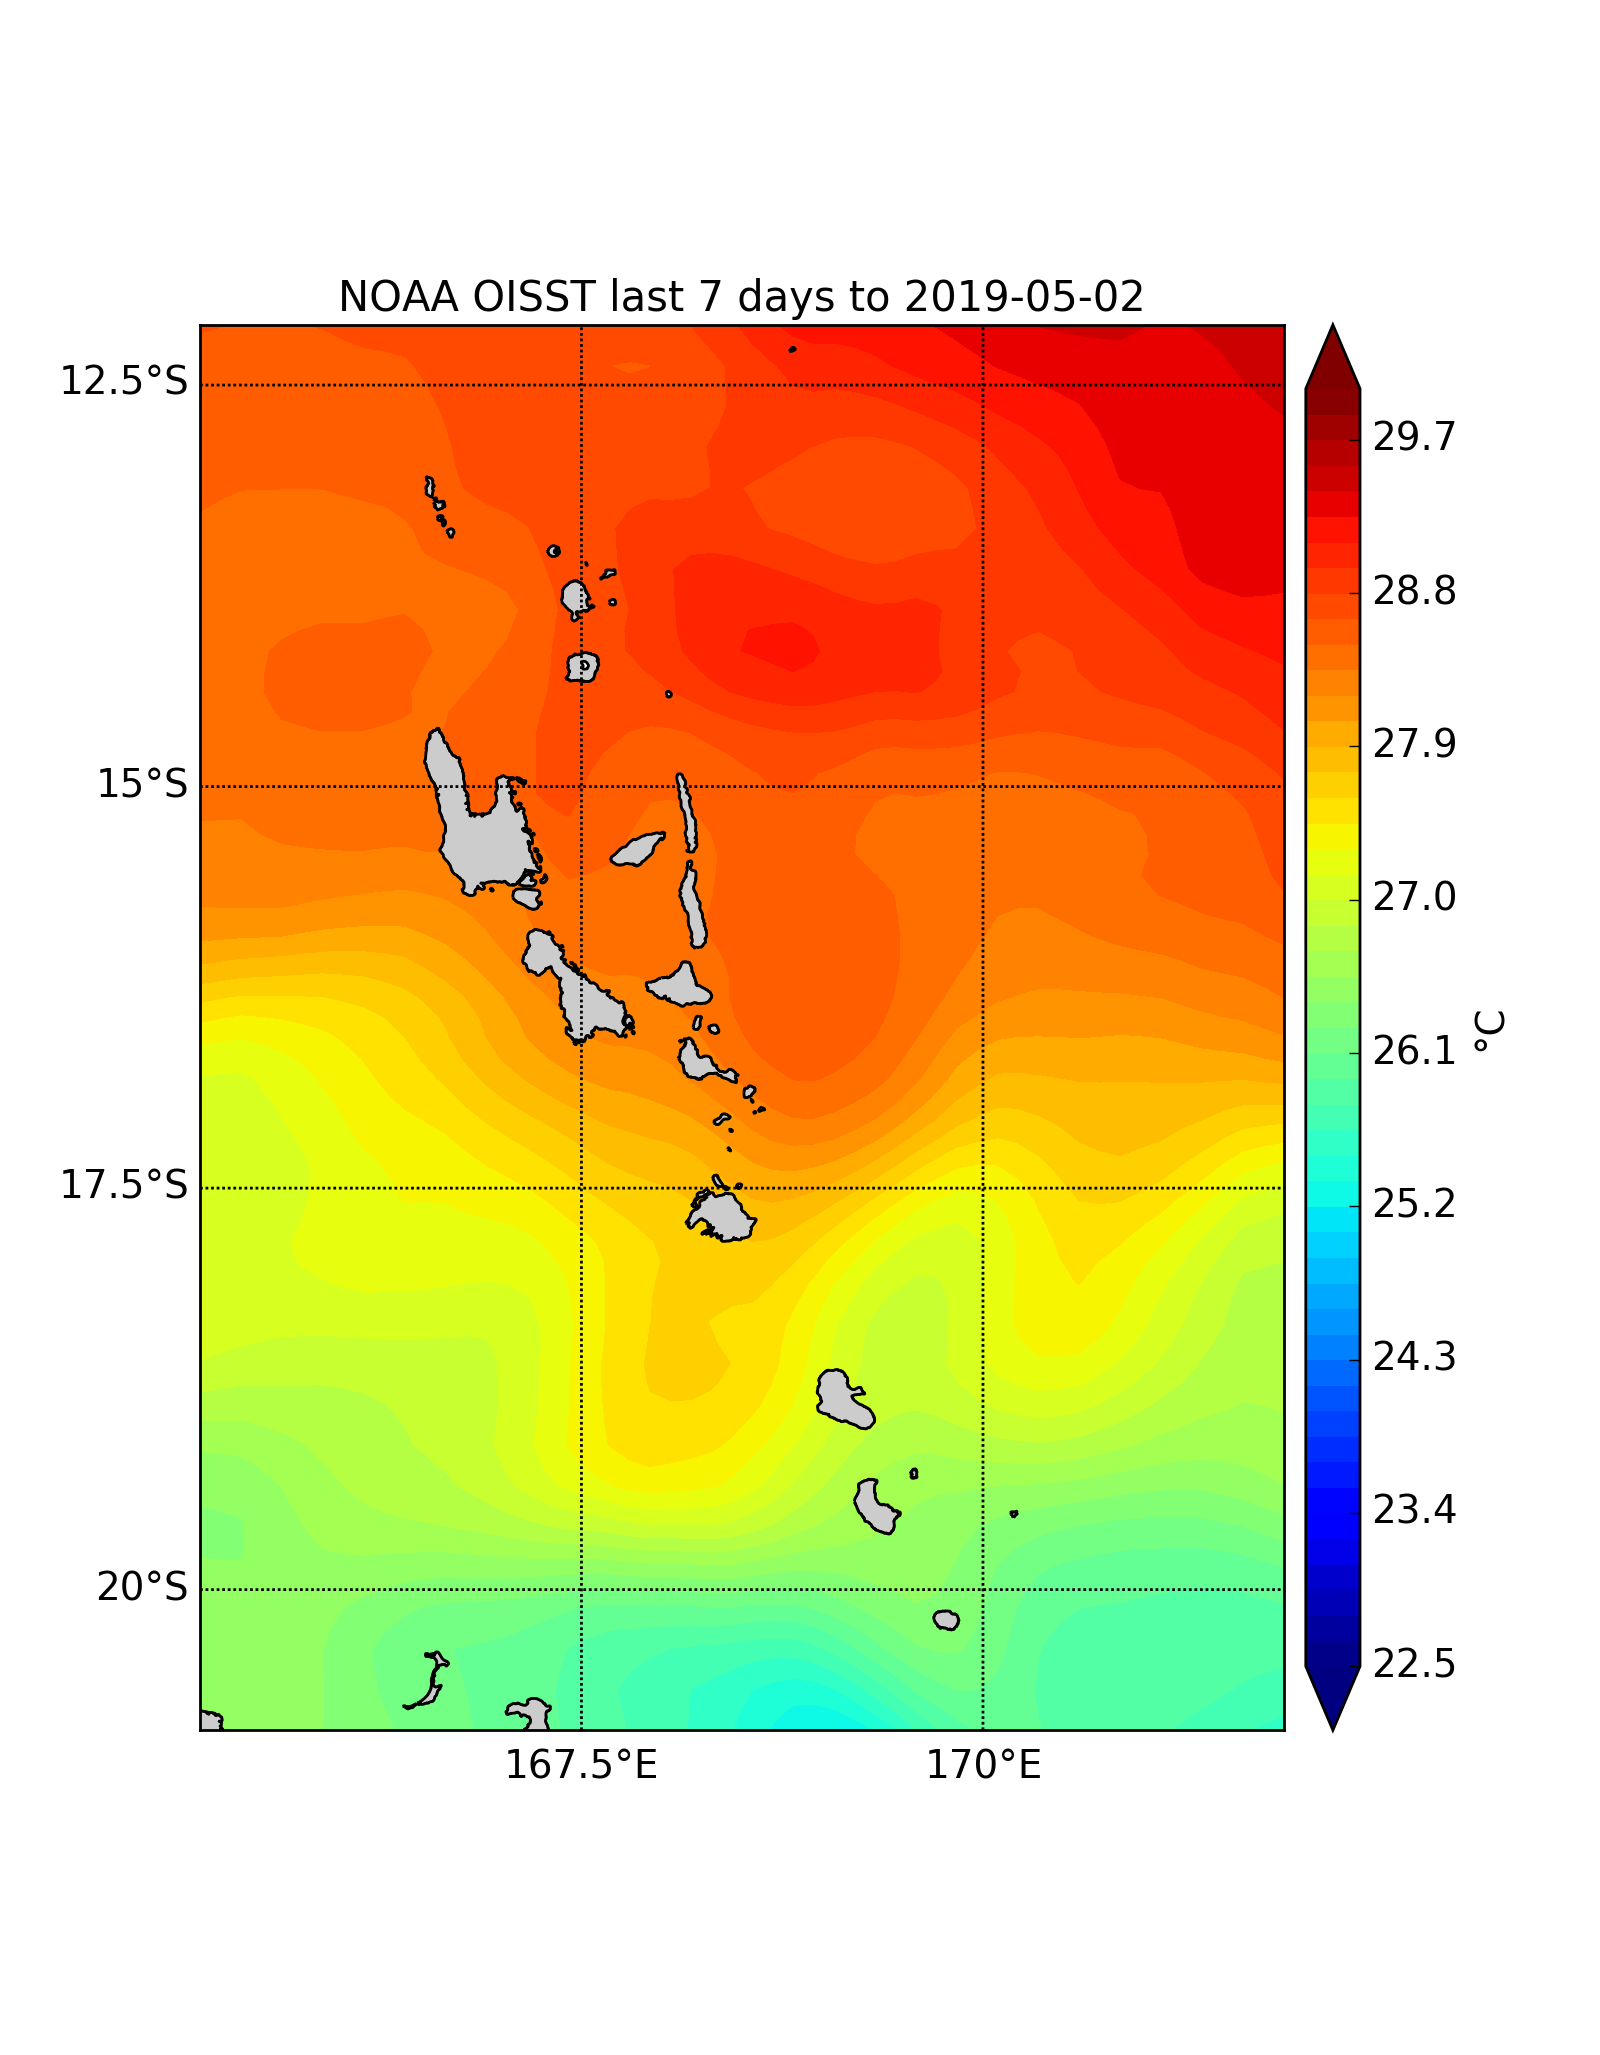 NOAA OISST last 7 days to 2019-05-02
12.5°S
15°S
17.5°S
20°S
167.5°E
170°E
29.7
28.8
27.9
27.0
26.1
25.2
24.3
23.4
22.5
°C